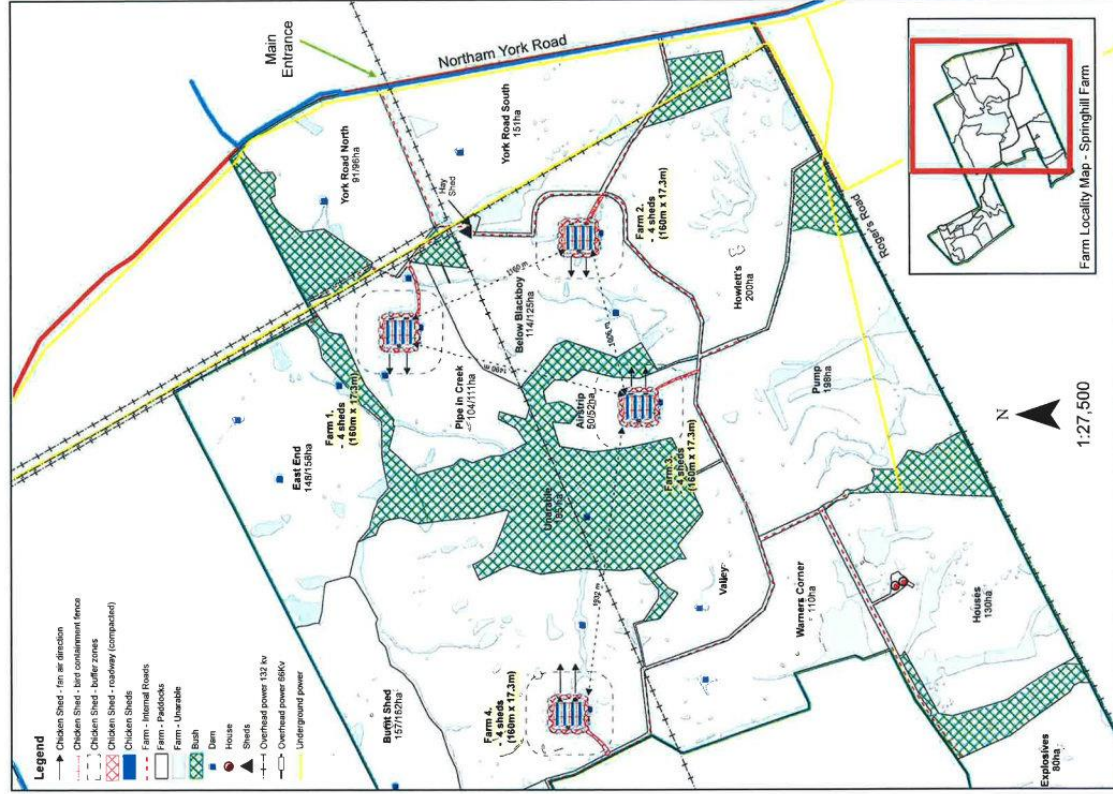 Legend
Chicken Shed - fan air direction
Chicken Shed - bird containment fence
Chicken Shed - buffer zones
Chicken Shed - roadway (compacted)
Chicken Sheds
Farm - Internal Roads
Farm - Paddocks
Farm - Unarable
Bush
Dam
House
Sheds
Overhead power 132 kv
Overhead power 66Kv
Underground power
Main
Entrance
Northam York Road
York Road North
91/96ha
York Road South
151ha
Hay
Shed
East End
148/158ha
Farm 1.
- 4 sheds
(160m x 17.3m)
Pipe in Creek
104/111ha
Below Blackboy
114/125ha
1160 m
Farm 2.
- 4 sheds
(160m x 17.3m)
Howlett's
200ha
Roger's Road
Airstrip
50/52ha
Farm 3.
- 4 sheds
(160m x 17.3m)
Unarable
Pump
198ha
Burnt Shed
157/162ha
Farm 4.
- 4 sheds
(160m x 17.3m)
Valley
Warners Corner
110ha
Houses
130ha
Explosives
80ha
N
1:27,500
Farm Locality Map - Springhill Farm